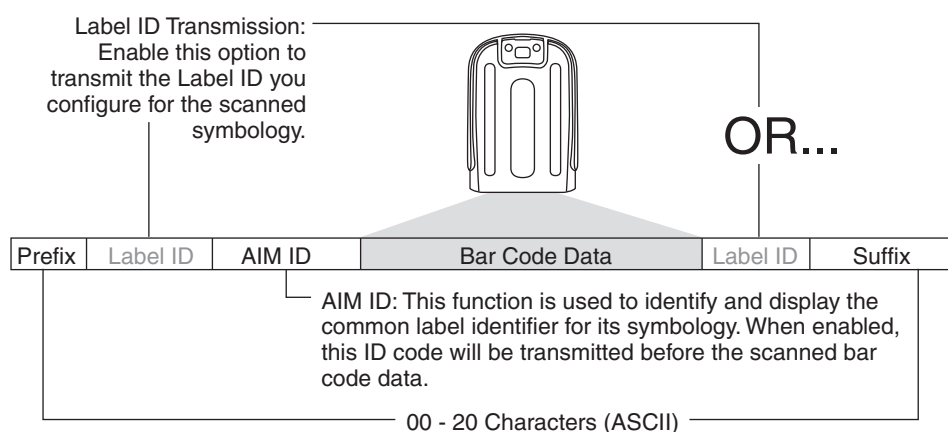 Label ID Transmission:
Enable this option to
transmit the Label ID you
configure for the scanned
symbology.
OR...
Prefix Label ID AIM ID Bar Code Data Label ID Suffix
AIM ID: This function is used to identify and display the
common label identifier for its symbology. When enabled,
this ID code will be transmitted before the scanned bar
code data.
00 - 20 Characters (ASCII)